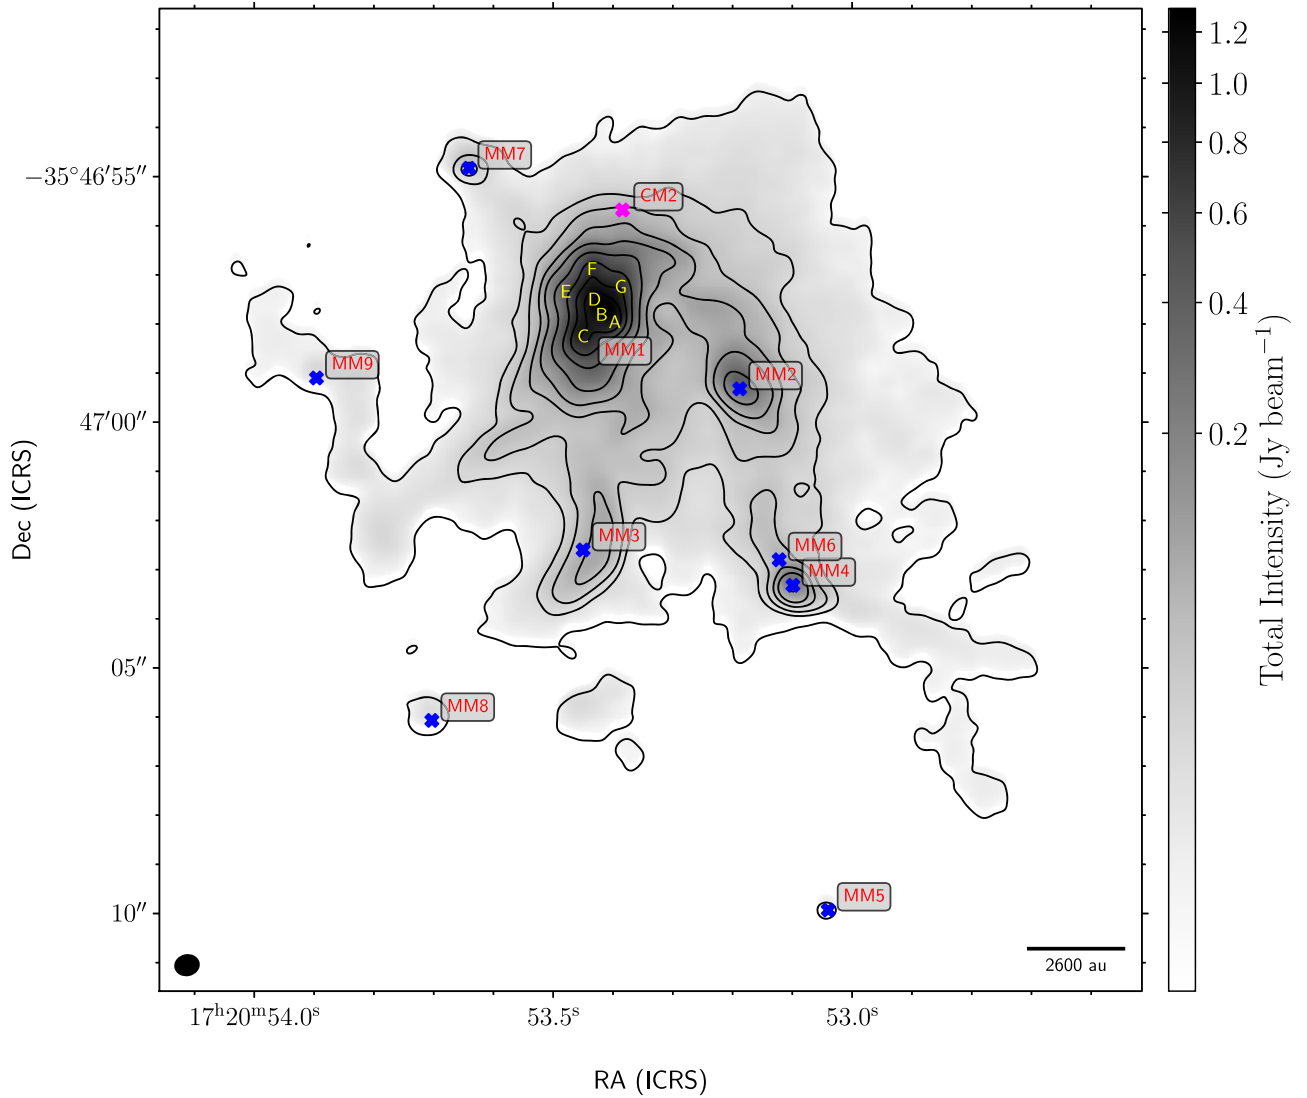 MM7
CM2
F
E
G
D
B
A
C
MM1
MM9
MM2
MM3
MM6
MM4
MM8
MM5
2600 au
−35°46′55″
47′00″
05″
10″
Dec (ICRS)
17ʰ20ᵐ54.0ˢ
53.5ˢ
53.0ˢ
RA (ICRS)
1.2
1.0
0.8
0.6
0.4
0.2
Total Intensity (Jy beam⁻¹)